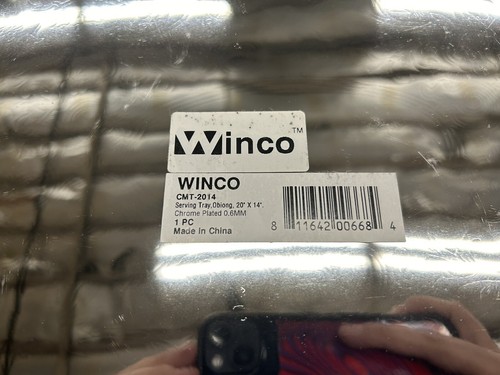 Winco™
WINCO
CMT-2014
Serving Tray,Oblong, 20" X 14".
Chrome Plated 0.6MM
1 PC
Made In China
8 11642 00668 4